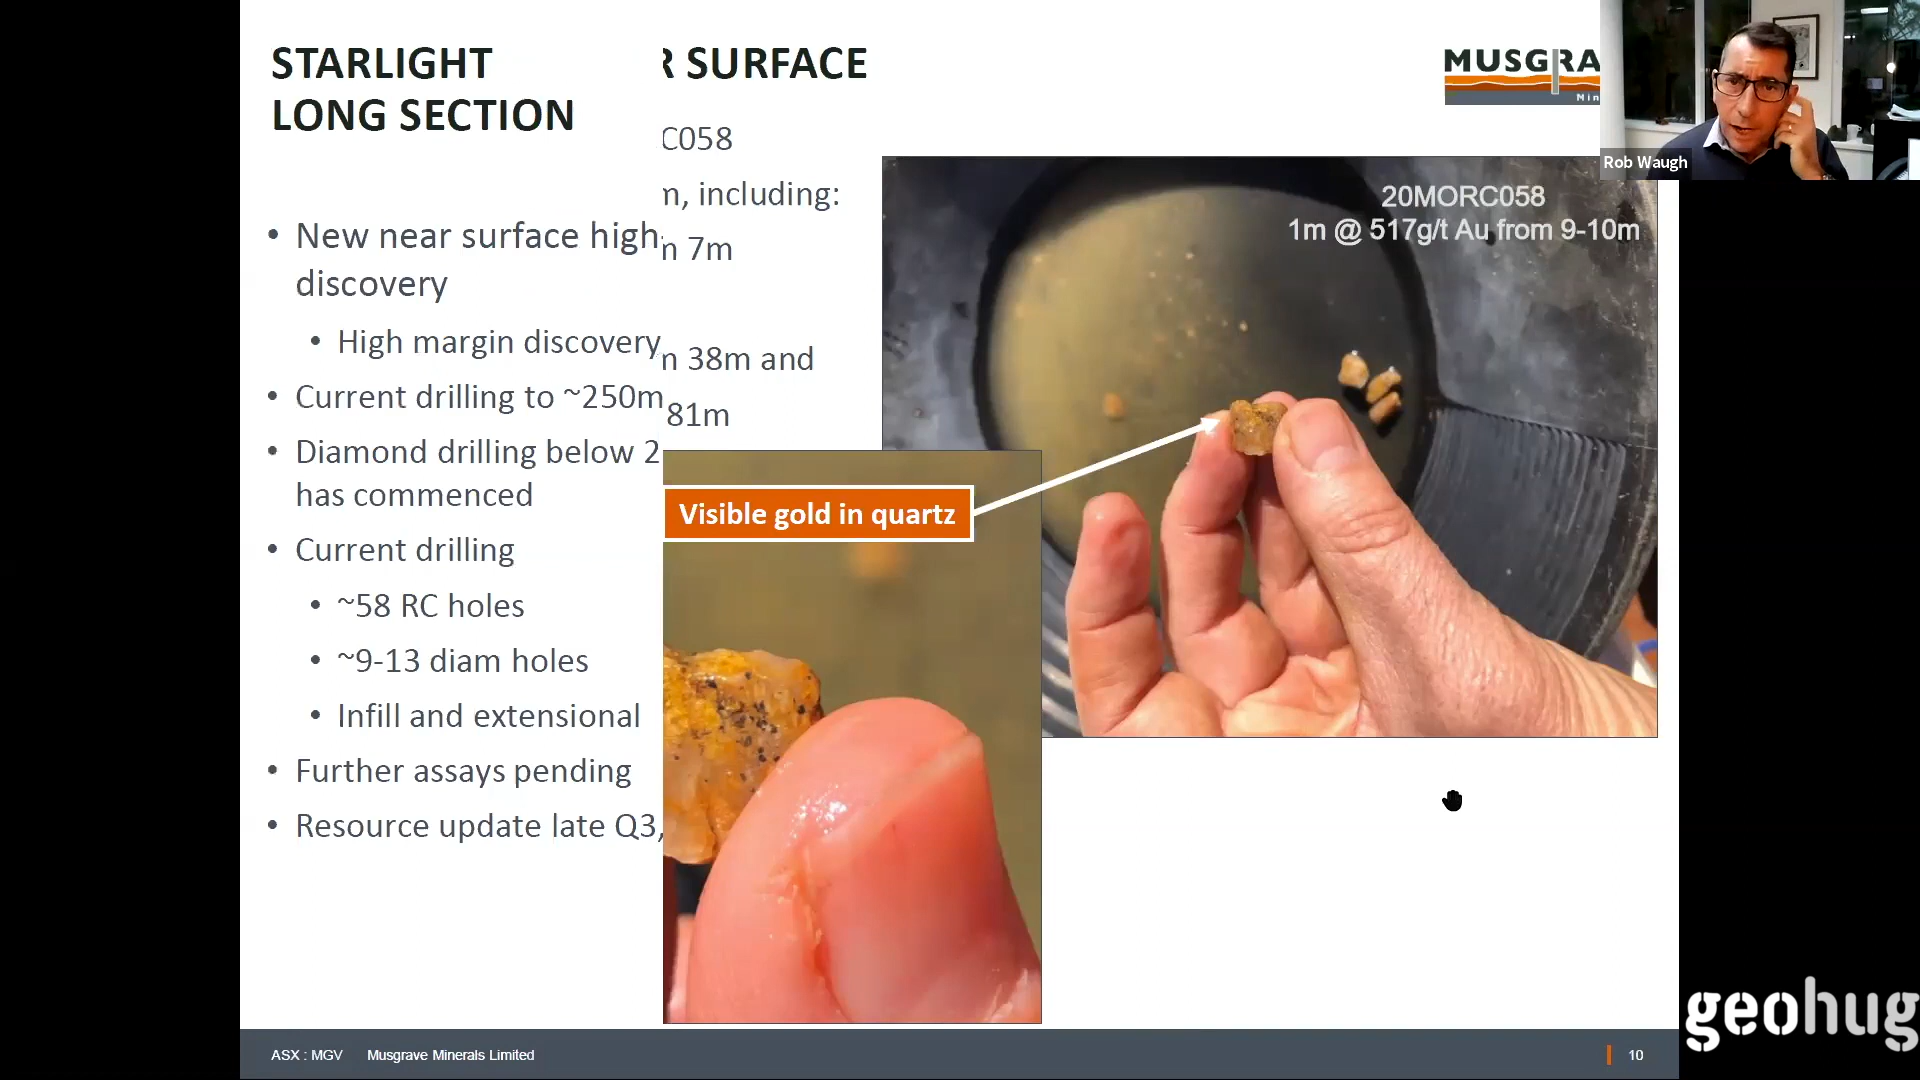 STARLIGHT
LONG SECTION
• New near surface high
discovery
• High margin discovery
• Current drilling to ~250m
• Diamond drilling below 2
has commenced
• Current drilling
• ~58 RC holes
• ~9-13 diam holes
• Infill and extensional
• Further assays pending
• Resource update late Q3,
R SURFACE
C058
m, including:
n 7m
n 38m and
81m
Visible gold in quartz
20MORC058
1m @ 517g/t Au from 9-10m
MUSGRA
Min
Rob Waugh
ASX : MGV Musgrave Minerals Limited
10
geohug